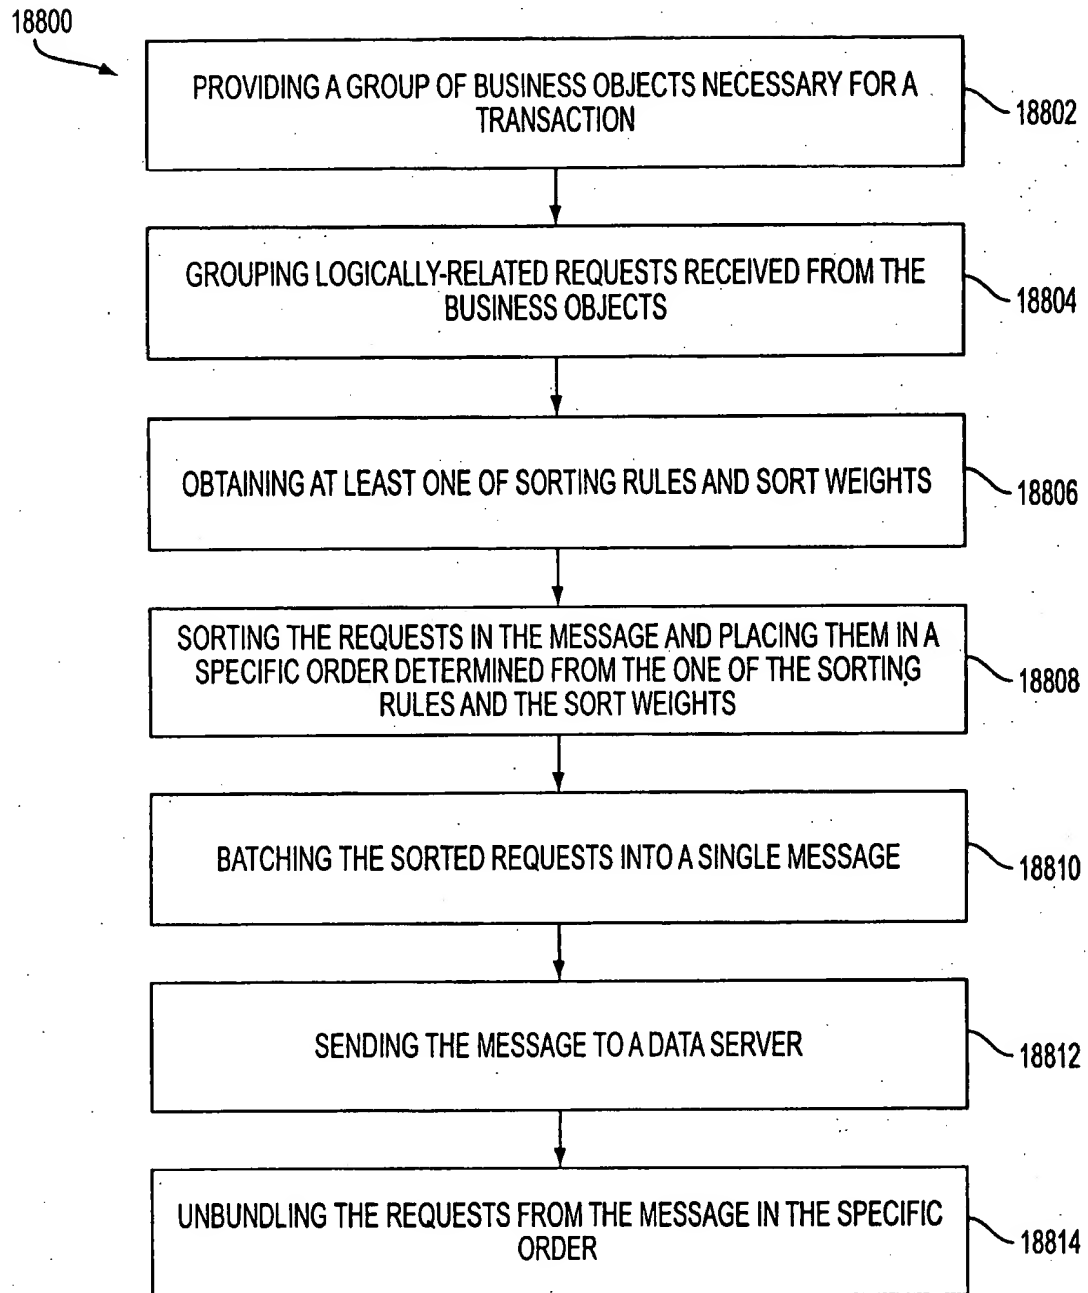 18800
PROVIDING A GROUP OF BUSINESS OBJECTS NECESSARY FOR A
TRANSACTION
18802
GROUPING LOGICALLY-RELATED REQUESTS RECEIVED FROM THE
BUSINESS OBJECTS
18804
OBTAINING AT LEAST ONE OF SORTING RULES AND SORT WEIGHTS
18806
SORTING THE REQUESTS IN THE MESSAGE AND PLACING THEM IN A
SPECIFIC ORDER DETERMINED FROM THE ONE OF THE SORTING
RULES AND THE SORT WEIGHTS
18808
BATCHING THE SORTED REQUESTS INTO A SINGLE MESSAGE
18810
SENDING THE MESSAGE TO A DATA SERVER
18812
UNBUNDLING THE REQUESTS FROM THE MESSAGE IN THE SPECIFIC
ORDER
18814